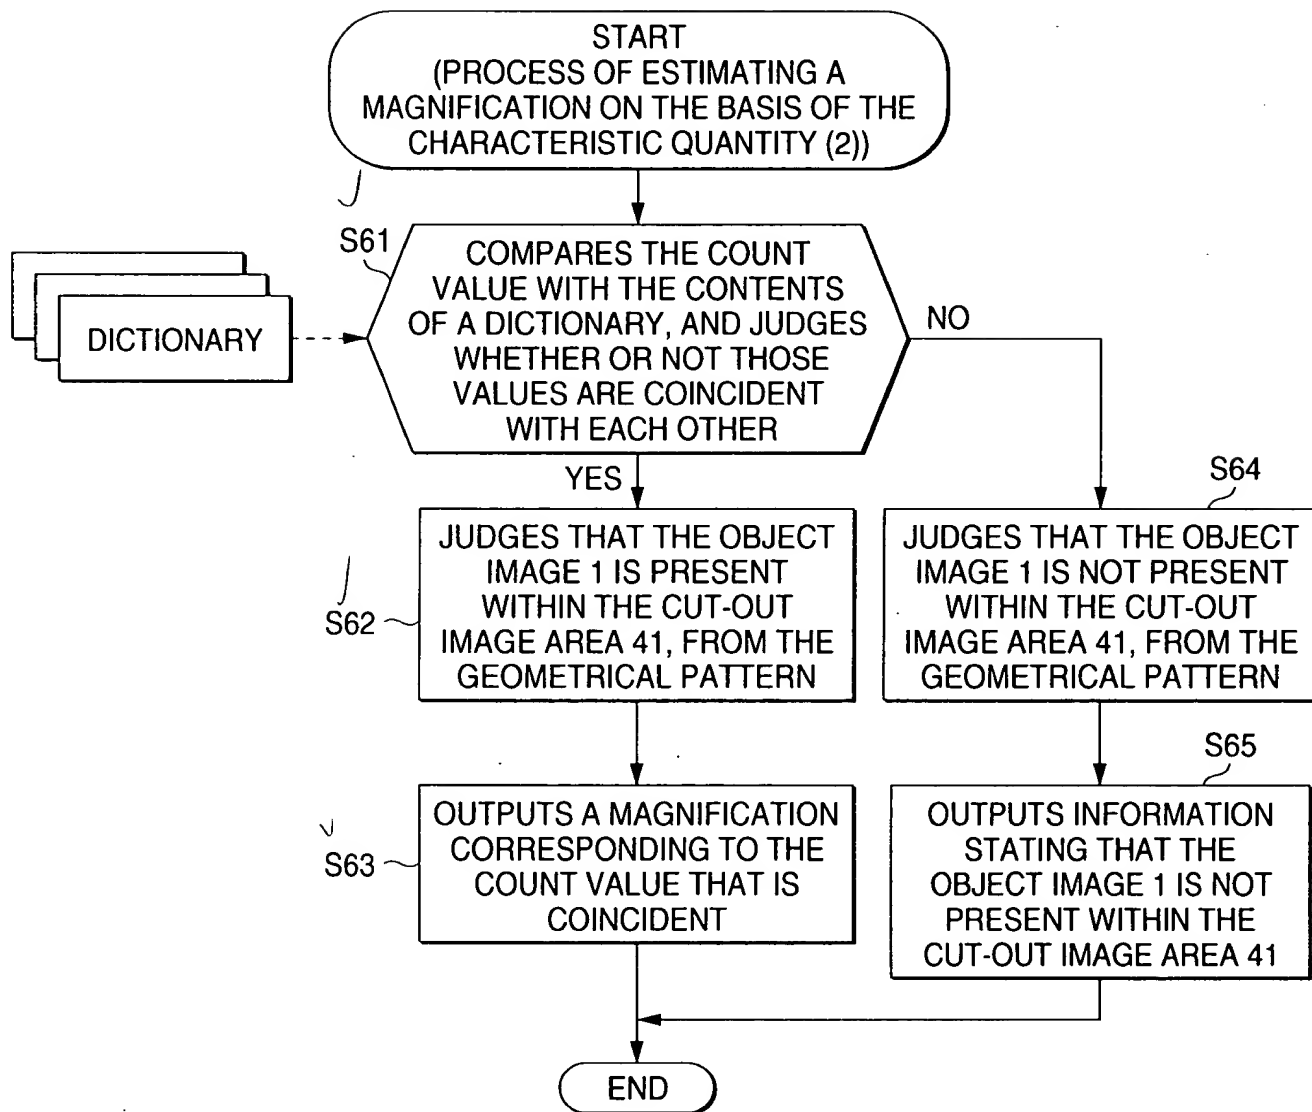 START
(PROCESS OF ESTIMATING A
MAGNIFICATION ON THE BASIS OF THE
CHARACTERISTIC QUANTITY (2))
S61
COMPARES THE COUNT
VALUE WITH THE CONTENTS
OF A DICTIONARY, AND JUDGES
WHETHER OR NOT THOSE
VALUES ARE COINCIDENT
WITH EACH OTHER
DICTIONARY
NO
YES
S62
JUDGES THAT THE OBJECT
IMAGE 1 IS PRESENT
WITHIN THE CUT-OUT
IMAGE AREA 41, FROM THE
GEOMETRICAL PATTERN
S64
JUDGES THAT THE OBJECT
IMAGE 1 IS NOT PRESENT
WITHIN THE CUT-OUT
IMAGE AREA 41, FROM THE
GEOMETRICAL PATTERN
S63
OUTPUTS A MAGNIFICATION
CORRESPONDING TO THE
COUNT VALUE THAT IS
COINCIDENT
S65
OUTPUTS INFORMATION
STATING THAT THE
OBJECT IMAGE 1 IS NOT
PRESENT WITHIN THE
CUT-OUT IMAGE AREA 41
END